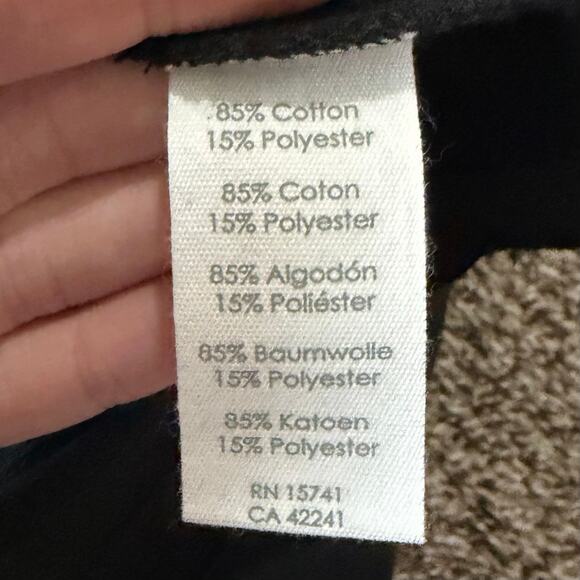 85% Cotton
15% Polyester
85% Coton
15% Polyester
85% Algodón
15% Poliéster
85% Baumwolle
15% Polyester
85% Katoen
15% Polyester
RN 15741
CA 42241